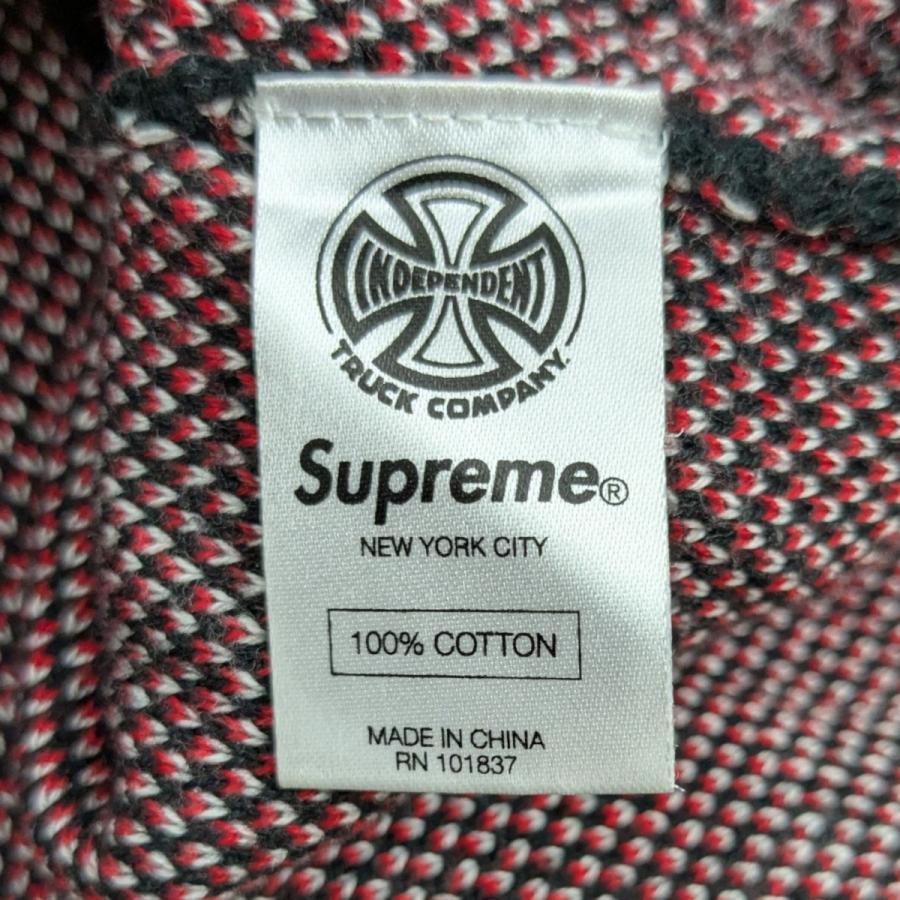 INDEPENDENT
TRUCK COMPANY.
Supreme®
NEW YORK CITY
100% COTTON
MADE IN CHINA
RN 101837